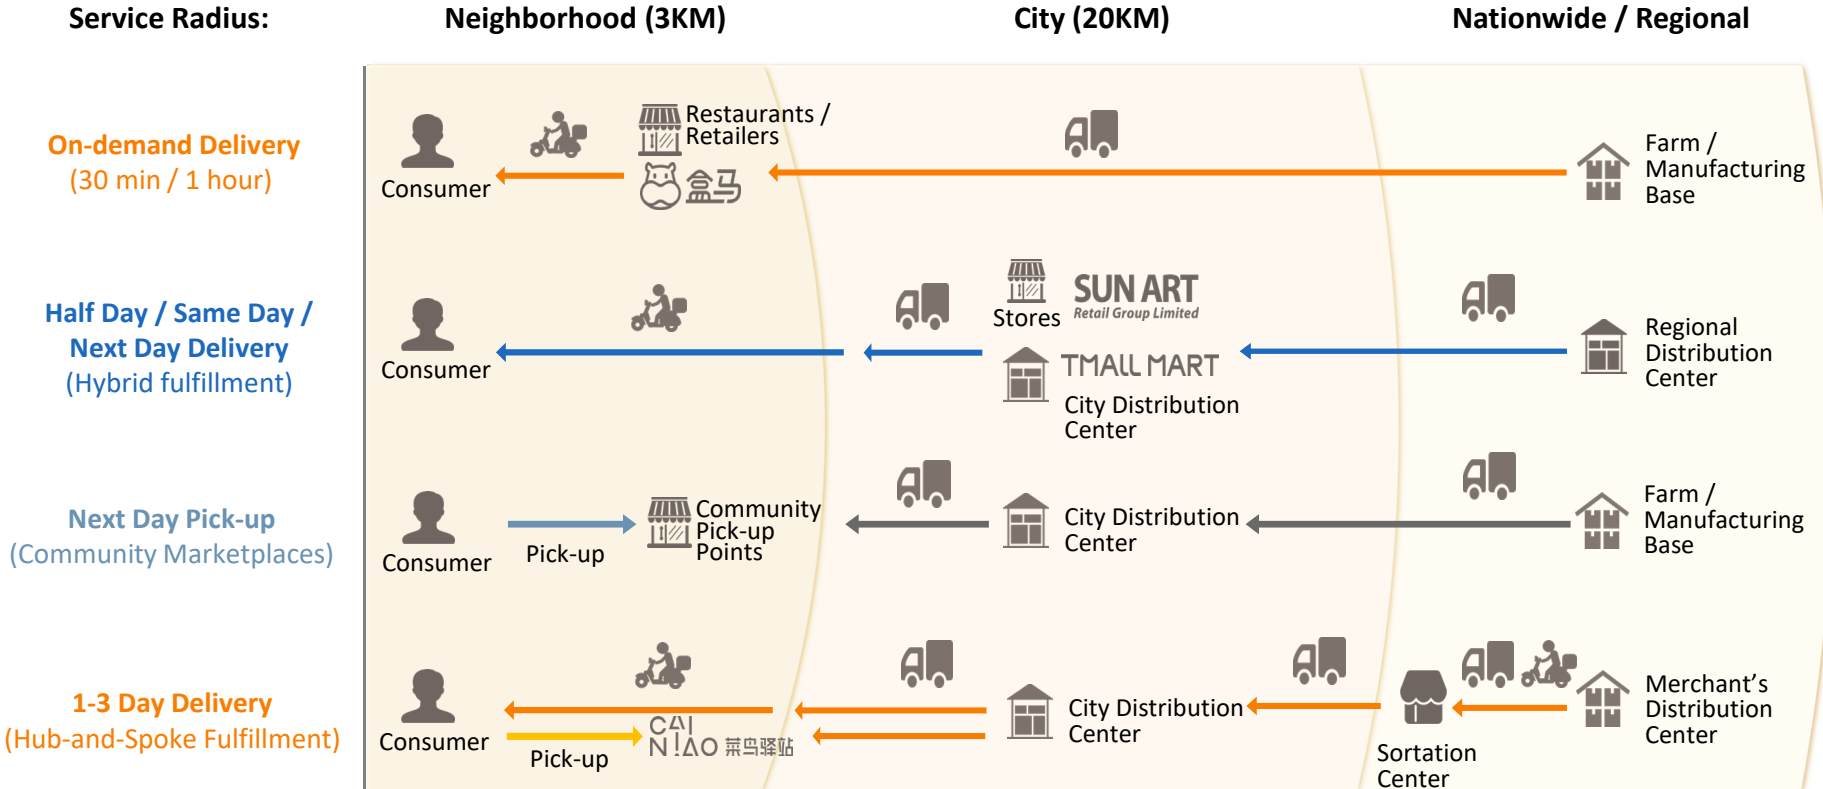 Service Radius:
Neighborhood (3KM)
City (20KM)
Nationwide / Regional
On-demand Delivery
(30 min / 1 hour)
Consumer
Restaurants /
Retailers
盒马
Farm /
Manufacturing
Base
Half Day / Same Day /
Next Day Delivery
(Hybrid fulfillment)
Consumer
Stores
SUN ART
Retail Group Limited
TMALL MART
City Distribution
Center
Regional
Distribution
Center
Next Day Pick-up
(Community Marketplaces)
Consumer
Pick-up
Community
Pick-up
Points
City Distribution
Center
Farm /
Manufacturing
Base
1-3 Day Delivery
(Hub-and-Spoke Fulfillment)
Consumer
Pick-up
CAI
NIAO 菜鸟驿站
City Distribution
Center
Sortation
Center
Merchant's
Distribution
Center